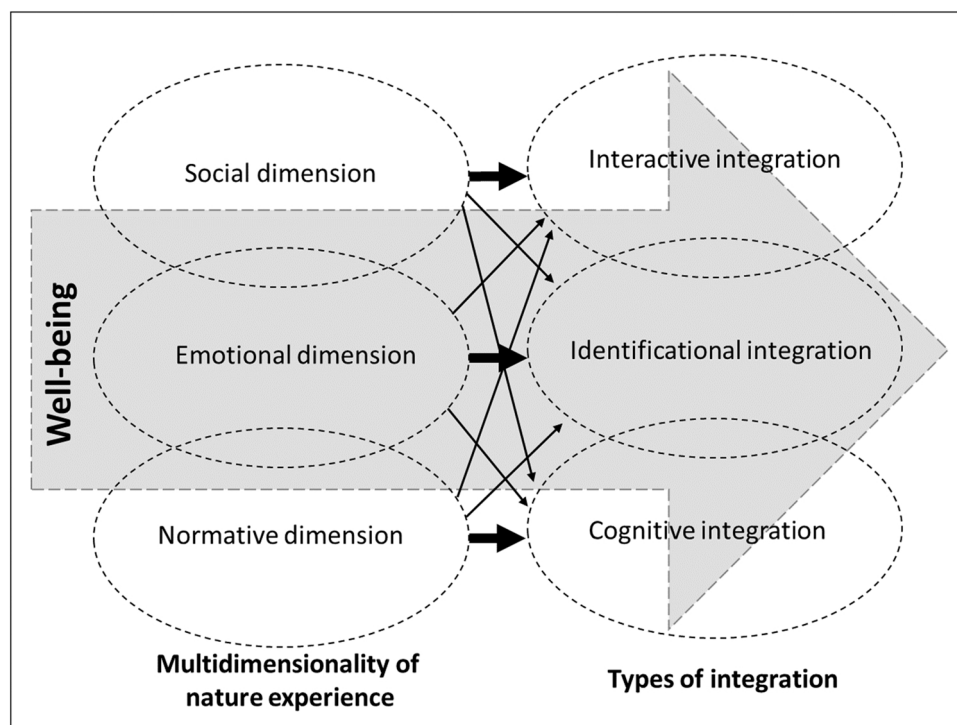 Social dimension
Interactive integration
Well-being
Emotional dimension
Identificational integration
Normative dimension
Cognitive integration
Multidimensionality of
nature experience
Types of integration